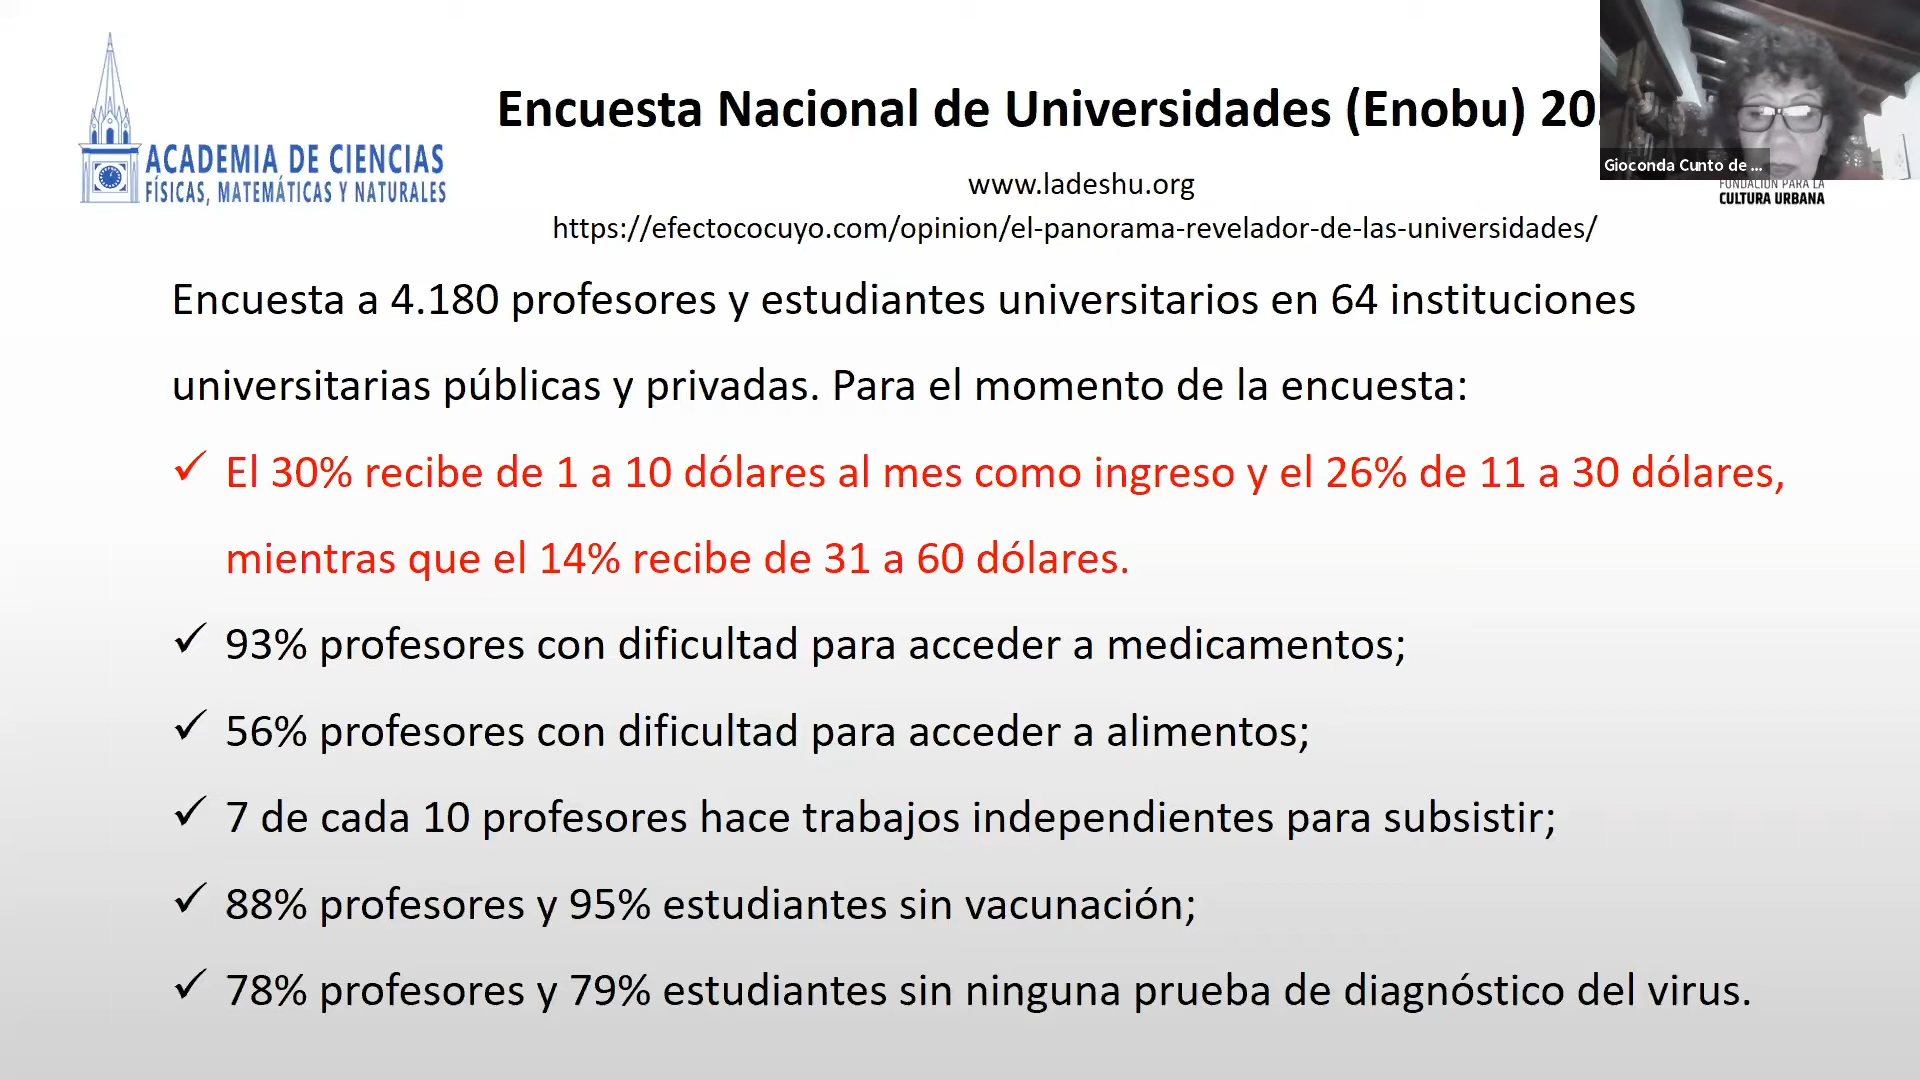 ACADEMIA DE CIENCIAS
FÍSICAS, MATEMÁTICAS Y NATURALES
Encuesta Nacional de Universidades (Enobu) 20
www.ladeshu.org
https://efectococuyo.com/opinion/el-panorama-revelador-de-las-universidades/
Gioconda Cunto de ...
FUNDACIÓN PARA LA
CULTURA URBANA
Encuesta a 4.180 profesores y estudiantes universitarios en 64 instituciones
universitarias públicas y privadas. Para el momento de la encuesta:
✓ El 30% recibe de 1 a 10 dólares al mes como ingreso y el 26% de 11 a 30 dólares,
mientras que el 14% recibe de 31 a 60 dólares.
✓ 93% profesores con dificultad para acceder a medicamentos;
✓ 56% profesores con dificultad para acceder a alimentos;
✓ 7 de cada 10 profesores hace trabajos independientes para subsistir;
✓ 88% profesores y 95% estudiantes sin vacunación;
✓ 78% profesores y 79% estudiantes sin ninguna prueba de diagnóstico del virus.